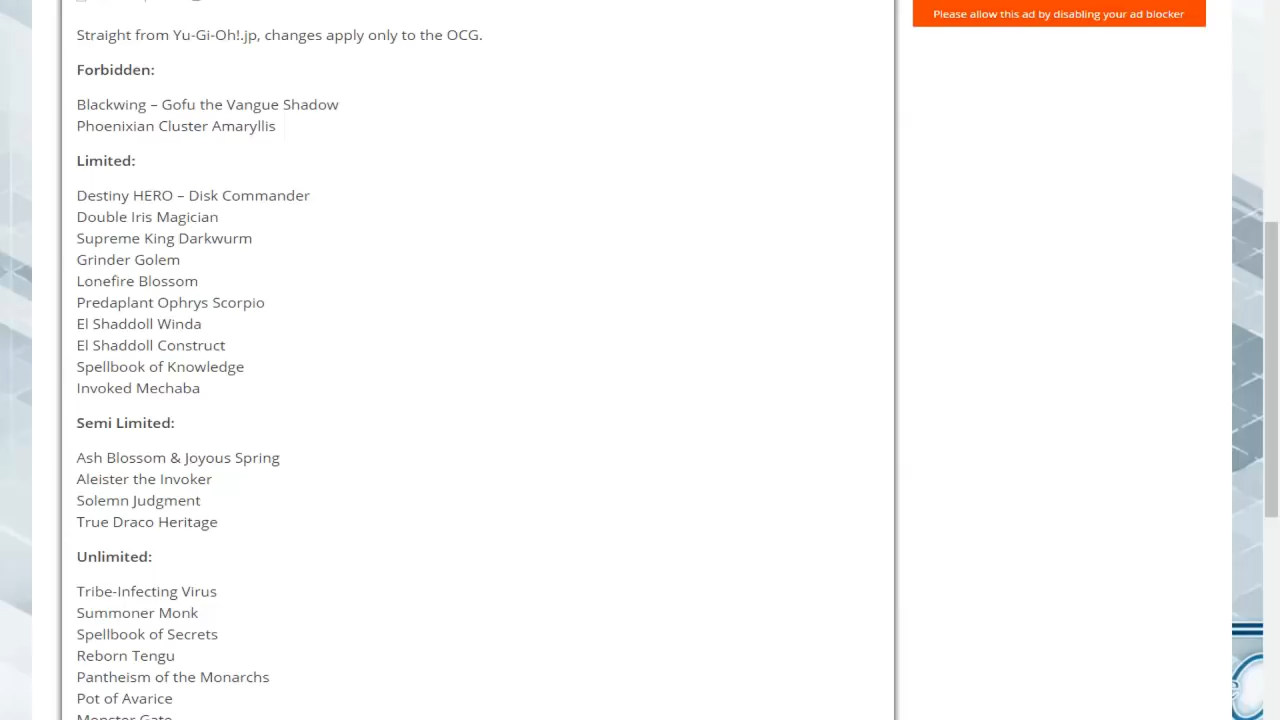 Please allow this ad by disabling your ad blocker
Straight from Yu-Gi-Oh!.jp, changes apply only to the OCG.
Forbidden:
Blackwing – Gofu the Vangue Shadow
Phoenixian Cluster Amaryllis
Limited:
Destiny HERO – Disk Commander
Double Iris Magician
Supreme King Darkwurm
Grinder Golem
Lonefire Blossom
Predaplant Ophrys Scorpio
El Shaddoll Winda
El Shaddoll Construct
Spellbook of Knowledge
Invoked Mechaba
Semi Limited:
Ash Blossom & Joyous Spring
Aleister the Invoker
Solemn Judgment
True Draco Heritage
Unlimited:
Tribe-Infecting Virus
Summoner Monk
Spellbook of Secrets
Reborn Tengu
Pantheism of the Monarchs
Pot of Avarice
Monster Gate